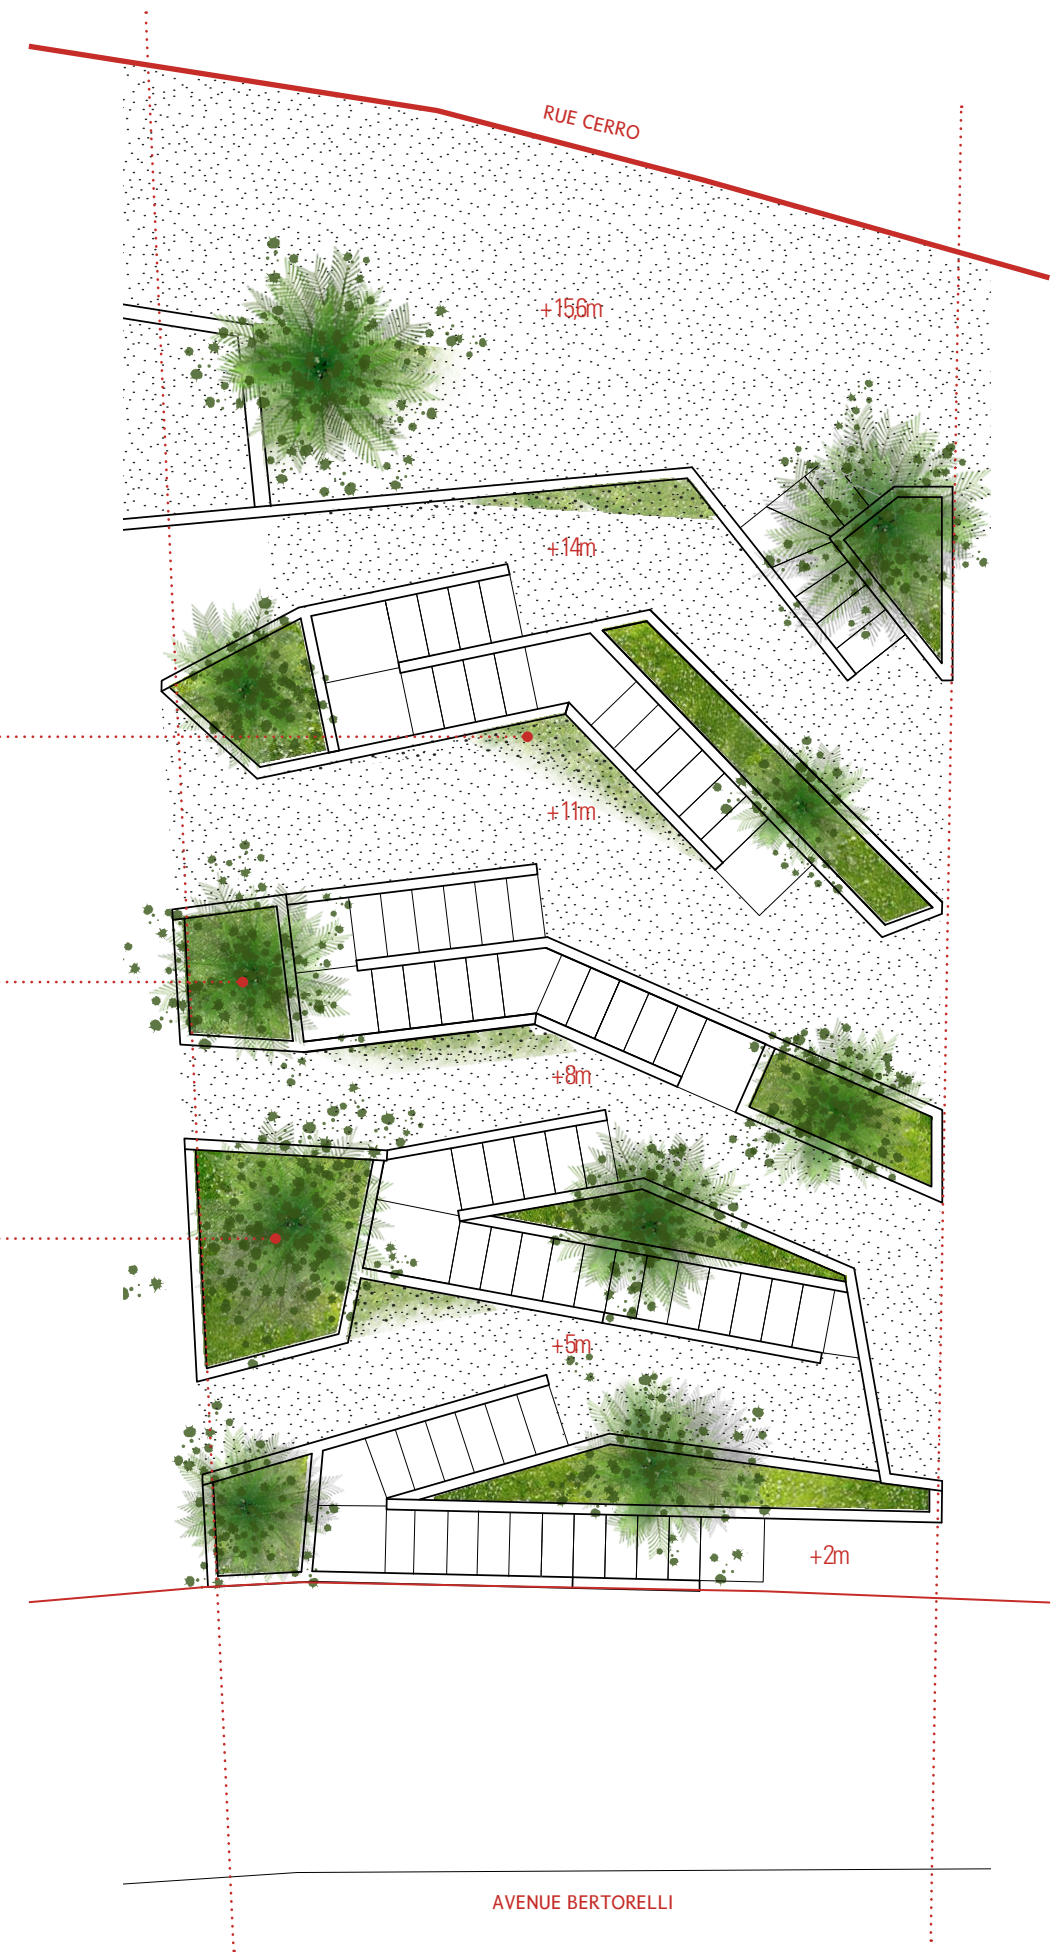 RUE CERRO
+15,6m
+14m
+11m
+8m
+5m
+2m
AVENUE BERTORELLI